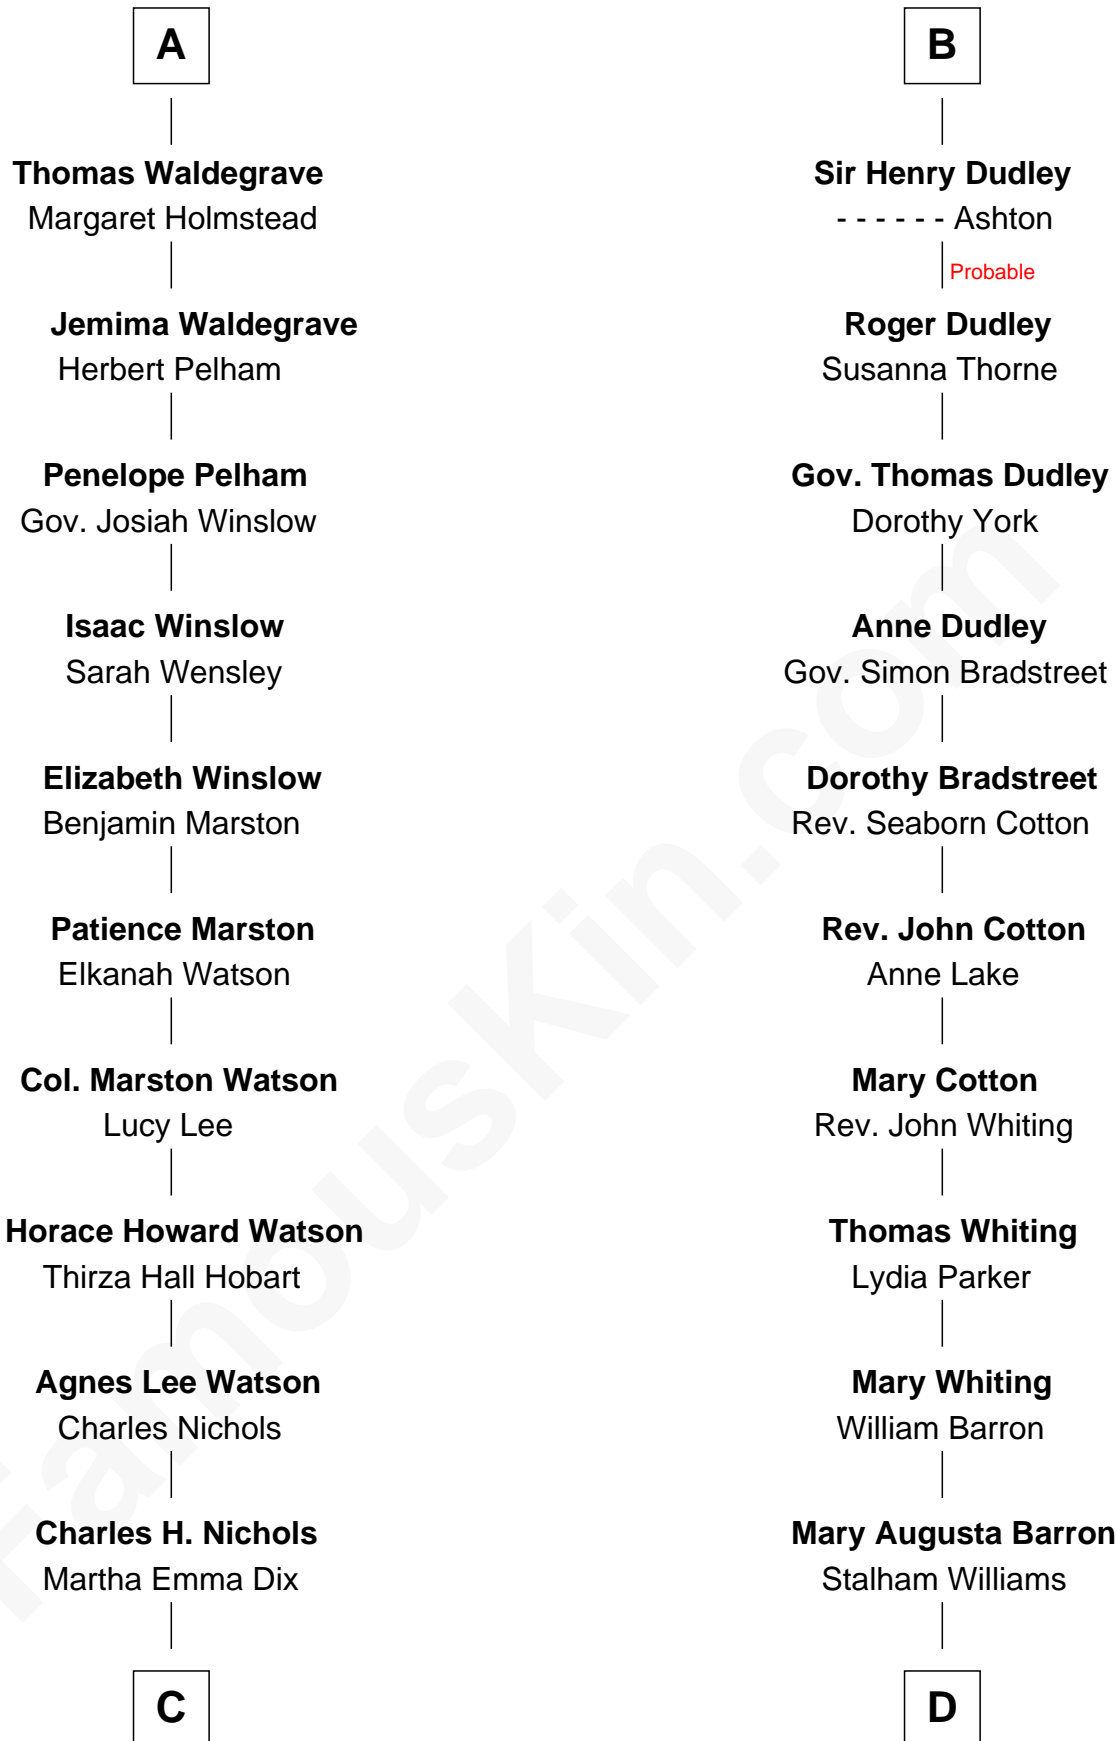 A
Thomas Waldegrave
Margaret Holmstead
Jemima Waldegrave
Herbert Pelham
Penelope Pelham
Gov. Josiah Winslow
Isaac Winslow
Sarah Wensley
Elizabeth Winslow
Benjamin Marston
Patience Marston
Elkanah Watson
Col. Marston Watson
Lucy Lee
Horace Howard Watson
Thirza Hall Hobart
Agnes Lee Watson
Charles Nichols
Charles H. Nichols
Martha Emma Dix
C
B
Sir Henry Dudley
- - - - - - Ashton
Probable
Roger Dudley
Susanna Thorne
Gov. Thomas Dudley
Dorothy York
Anne Dudley
Gov. Simon Bradstreet
Dorothy Bradstreet
Rev. Seaborn Cotton
Rev. John Cotton
Anne Lake
Mary Cotton
Rev. John Whiting
Thomas Whiting
Lydia Parker
Mary Whiting
William Barron
Mary Augusta Barron
Stalham Williams
D
FamousKin.com